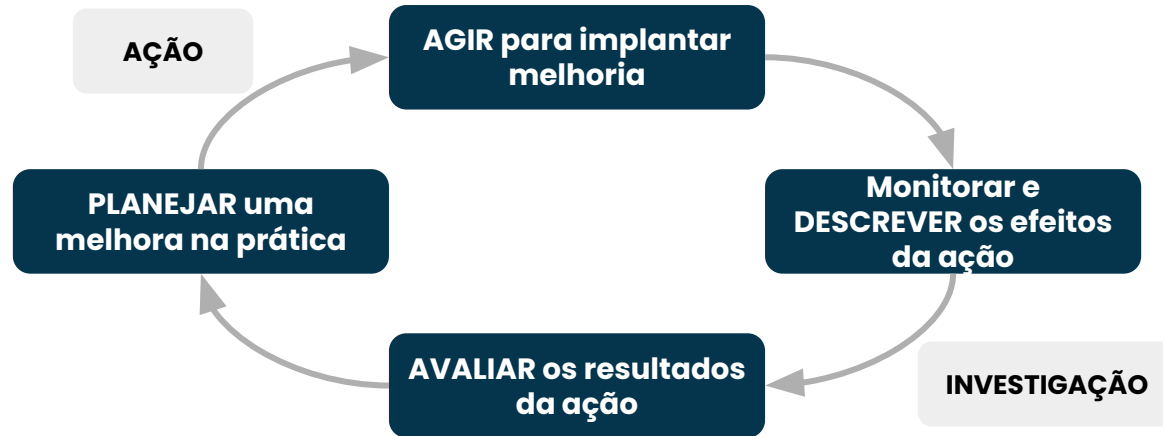 AÇÃO
AGIR para implantar
melhoria
PLANEJAR uma
melhora na prática
Monitorar e
DESCREVER os efeitos
da ação
AVALIAR os resultados
da ação
INVESTIGAÇÃO